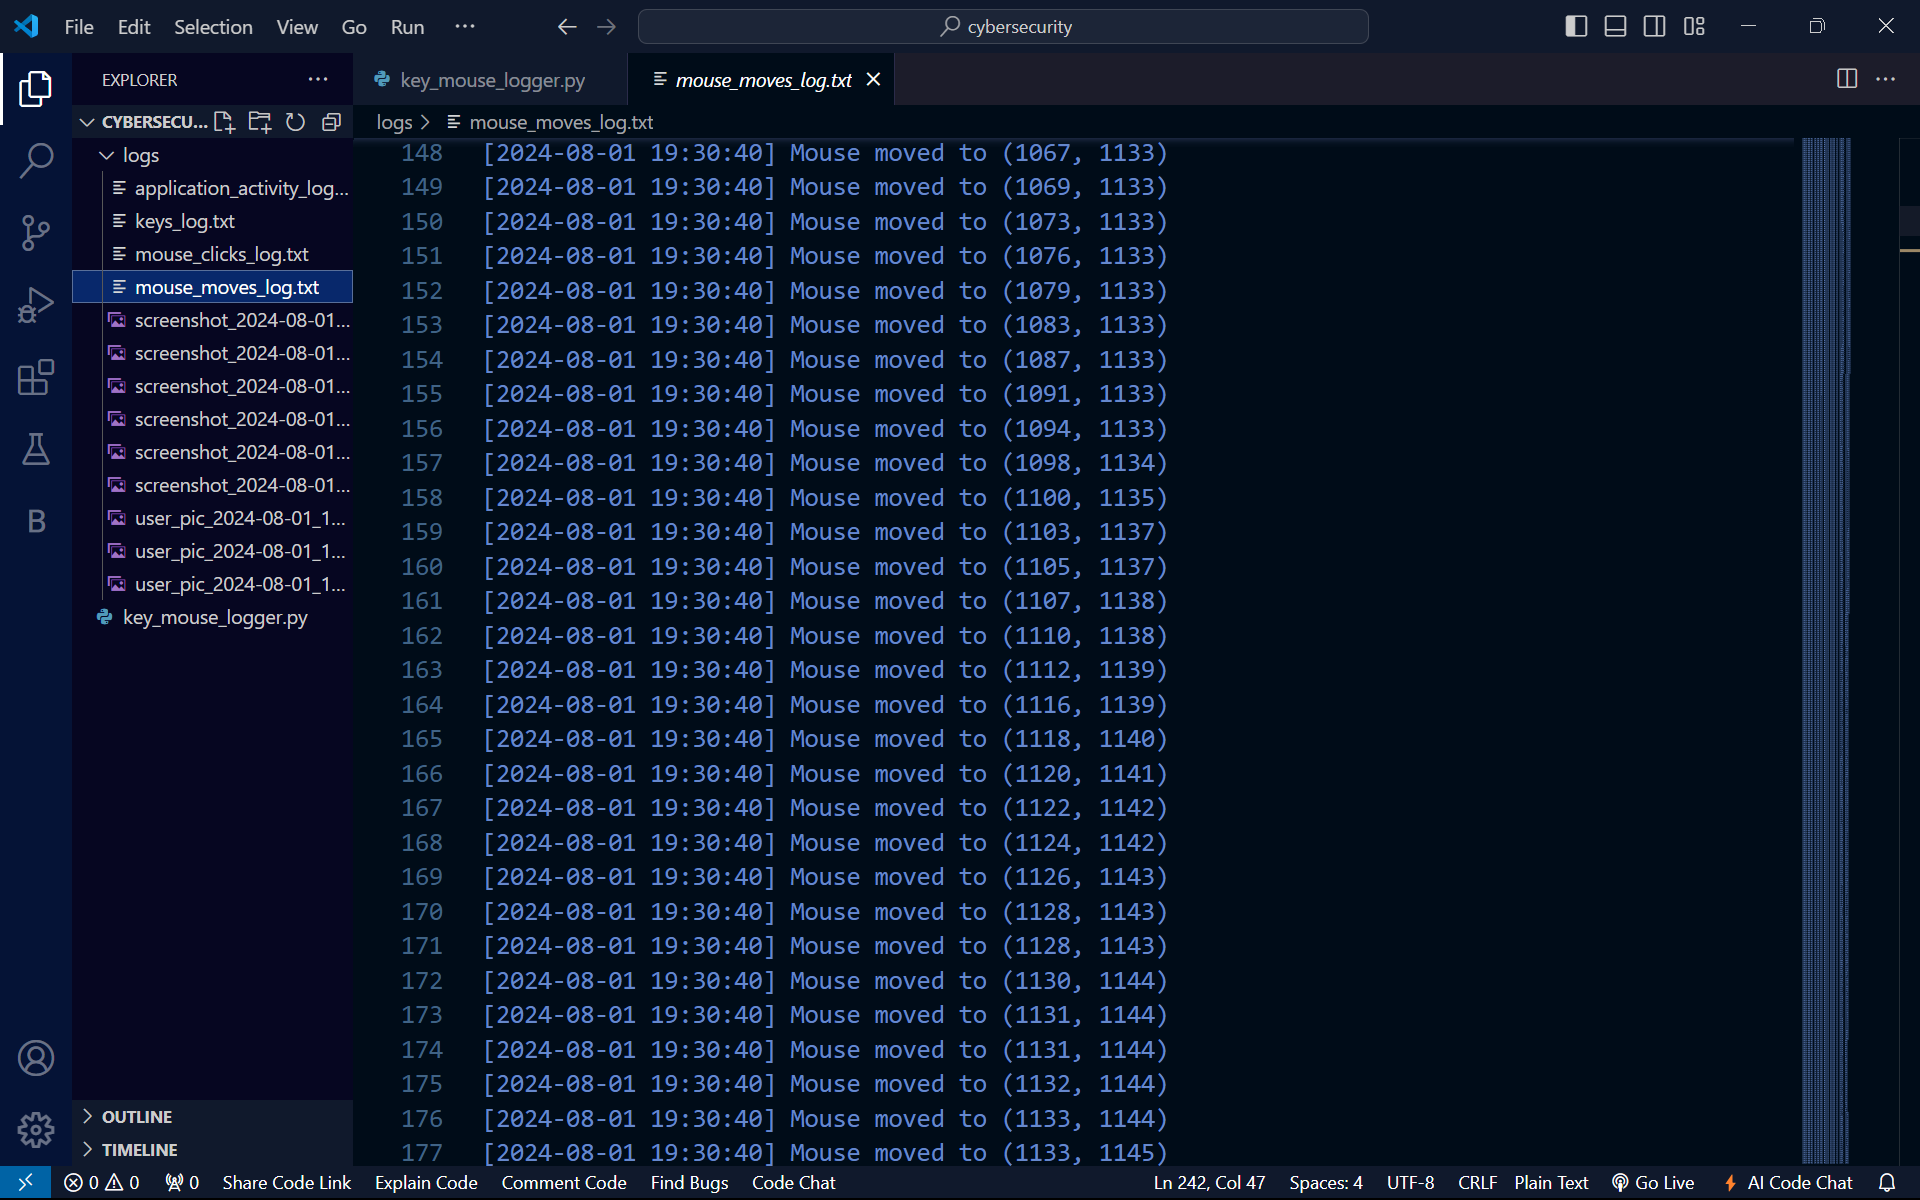 File Edit Selection View Go Run ···
cybersecurity
EXPLORER
key_mouse_logger.py
mouse_moves_log.txt
CYBERSECU...
logs
application_activity_log...
keys_log.txt
mouse_clicks_log.txt
mouse_moves_log.txt
screenshot_2024-08-01...
screenshot_2024-08-01...
screenshot_2024-08-01...
screenshot_2024-08-01...
screenshot_2024-08-01...
screenshot_2024-08-01...
user_pic_2024-08-01_1...
user_pic_2024-08-01_1...
user_pic_2024-08-01_1...
key_mouse_logger.py
B
OUTLINE
TIMELINE
logs > mouse_moves_log.txt
148 [2024-08-01 19:30:40] Mouse moved to (1067, 1133)
149 [2024-08-01 19:30:40] Mouse moved to (1069, 1133)
150 [2024-08-01 19:30:40] Mouse moved to (1073, 1133)
151 [2024-08-01 19:30:40] Mouse moved to (1076, 1133)
152 [2024-08-01 19:30:40] Mouse moved to (1079, 1133)
153 [2024-08-01 19:30:40] Mouse moved to (1083, 1133)
154 [2024-08-01 19:30:40] Mouse moved to (1087, 1133)
155 [2024-08-01 19:30:40] Mouse moved to (1091, 1133)
156 [2024-08-01 19:30:40] Mouse moved to (1094, 1133)
157 [2024-08-01 19:30:40] Mouse moved to (1098, 1134)
158 [2024-08-01 19:30:40] Mouse moved to (1100, 1135)
159 [2024-08-01 19:30:40] Mouse moved to (1103, 1137)
160 [2024-08-01 19:30:40] Mouse moved to (1105, 1137)
161 [2024-08-01 19:30:40] Mouse moved to (1107, 1138)
162 [2024-08-01 19:30:40] Mouse moved to (1110, 1138)
163 [2024-08-01 19:30:40] Mouse moved to (1112, 1139)
164 [2024-08-01 19:30:40] Mouse moved to (1116, 1139)
165 [2024-08-01 19:30:40] Mouse moved to (1118, 1140)
166 [2024-08-01 19:30:40] Mouse moved to (1120, 1141)
167 [2024-08-01 19:30:40] Mouse moved to (1122, 1142)
168 [2024-08-01 19:30:40] Mouse moved to (1124, 1142)
169 [2024-08-01 19:30:40] Mouse moved to (1126, 1143)
170 [2024-08-01 19:30:40] Mouse moved to (1128, 1143)
171 [2024-08-01 19:30:40] Mouse moved to (1128, 1143)
172 [2024-08-01 19:30:40] Mouse moved to (1130, 1144)
173 [2024-08-01 19:30:40] Mouse moved to (1131, 1144)
174 [2024-08-01 19:30:40] Mouse moved to (1131, 1144)
175 [2024-08-01 19:30:40] Mouse moved to (1132, 1144)
176 [2024-08-01 19:30:40] Mouse moved to (1133, 1144)
177 [2024-08-01 19:30:40] Mouse moved to (1133, 1145)
0 0 0 Share Code Link Explain Code Comment Code Find Bugs Code Chat Ln 242, Col 47 Spaces: 4 UTF-8 CRLF Plain Text Go Live AI Code Chat